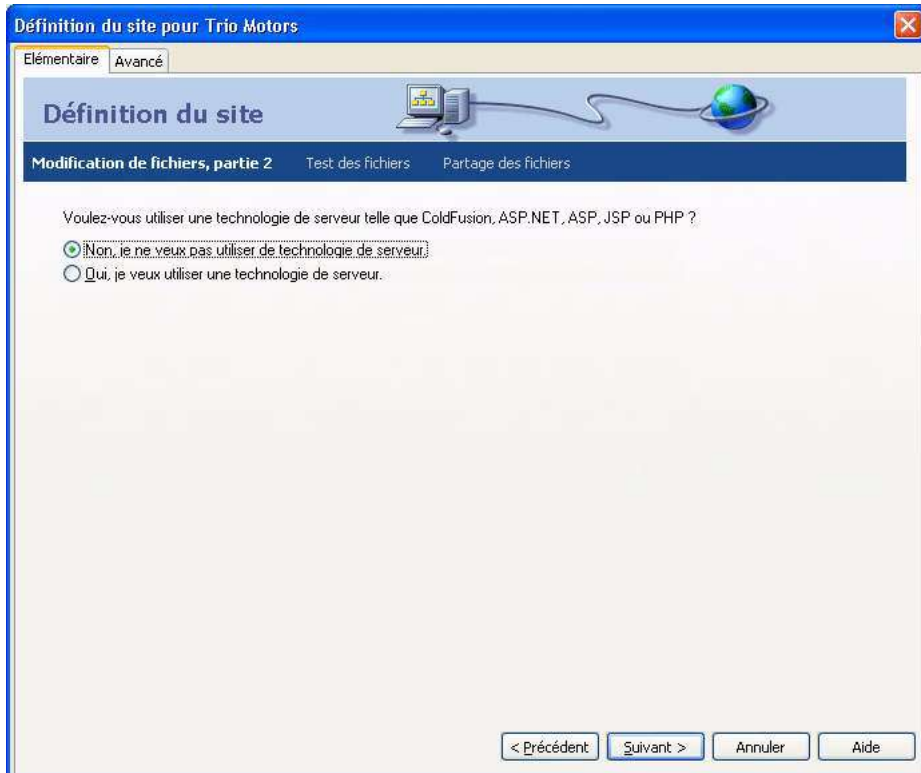 Définition du site pour Trio Motors
Elémentaire Avancé
Définition du site
Modification de fichiers, partie 2 Test des fichiers Partage des fichiers
Voulez-vous utiliser une technologie de serveur telle que ColdFusion, ASP.NET, ASP, JSP ou PHP ?
Non, je ne veux pas utiliser de technologie de serveur.
Oui, je veux utiliser une technologie de serveur.
< Précédent Suivant > Annuler Aide